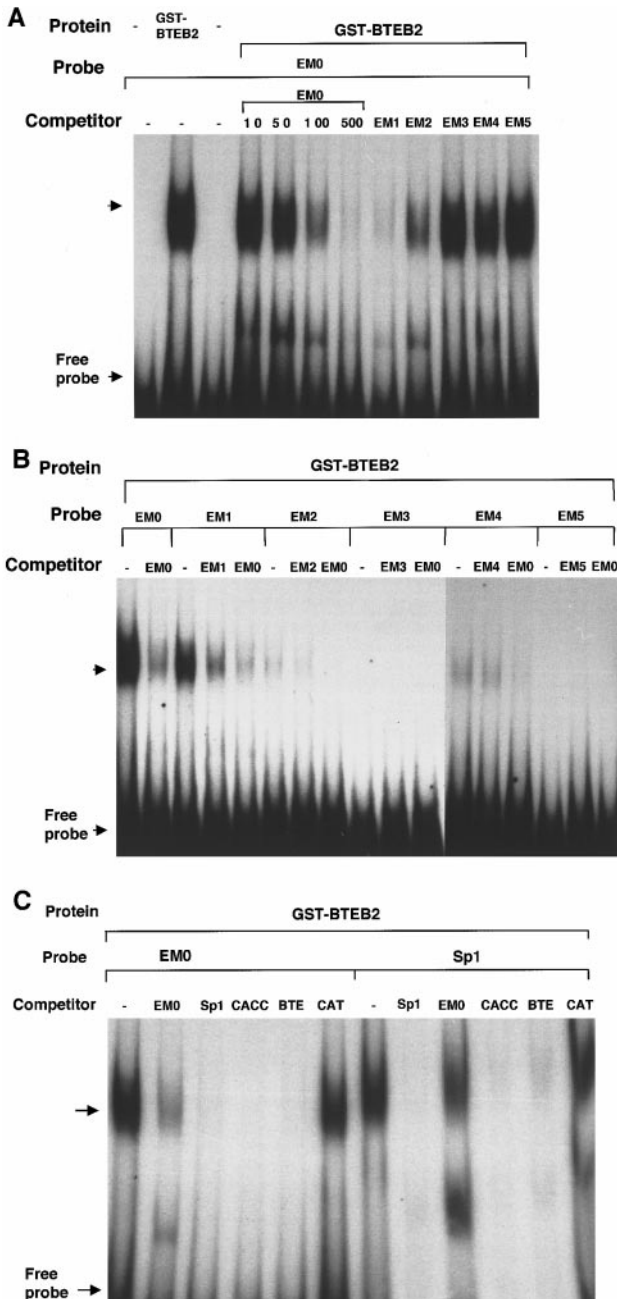 A
Protein - GST-BTEB2 - GST-BTEB2
Probe EM0
EM0
Competitor - - - 10 50 100 500 EM1 EM2 EM3 EM4 EM5
Free probe
B
Protein GST-BTEB2
Probe EM0 EM1 EM2 EM3 EM4 EM5
Competitor - EM0 - EM1 EM0 - EM2 EM0 - EM3 EM0 - EM4 EM0 - EM5 EM0
Free probe
C
Protein GST-BTEB2
Probe EM0 Sp1
Competitor - EM0 Sp1 CACC BTE CAT - Sp1 EM0 CACC BTE CAT
Free probe